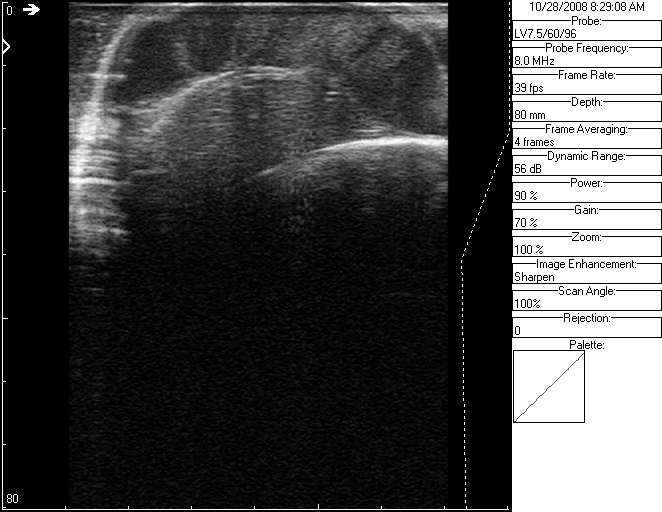 0
80
10/28/2008 8:29:08 AM
Probe:
LV7.5/60/96
Probe Frequency:
8.0 MHz
Frame Rate:
39 fps
Depth:
80 mm
Frame Averaging:
4 frames
Dynamic Range:
56 dB
Power:
90 %
Gain:
70 %
Zoom:
100 %
Image Enhancement:
Sharpen
Scan Angle:
100%
Rejection:
0
Palette: